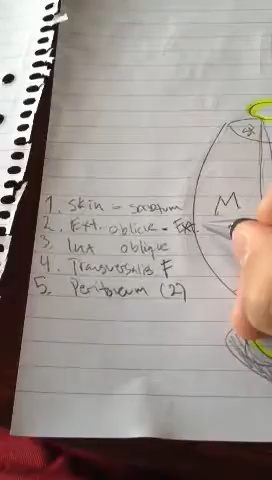 1. Skin - scrotum
2. Ext. oblique - Ext.
3. Int oblique
4. Transversalis F
5. Peritoneum (2)
M